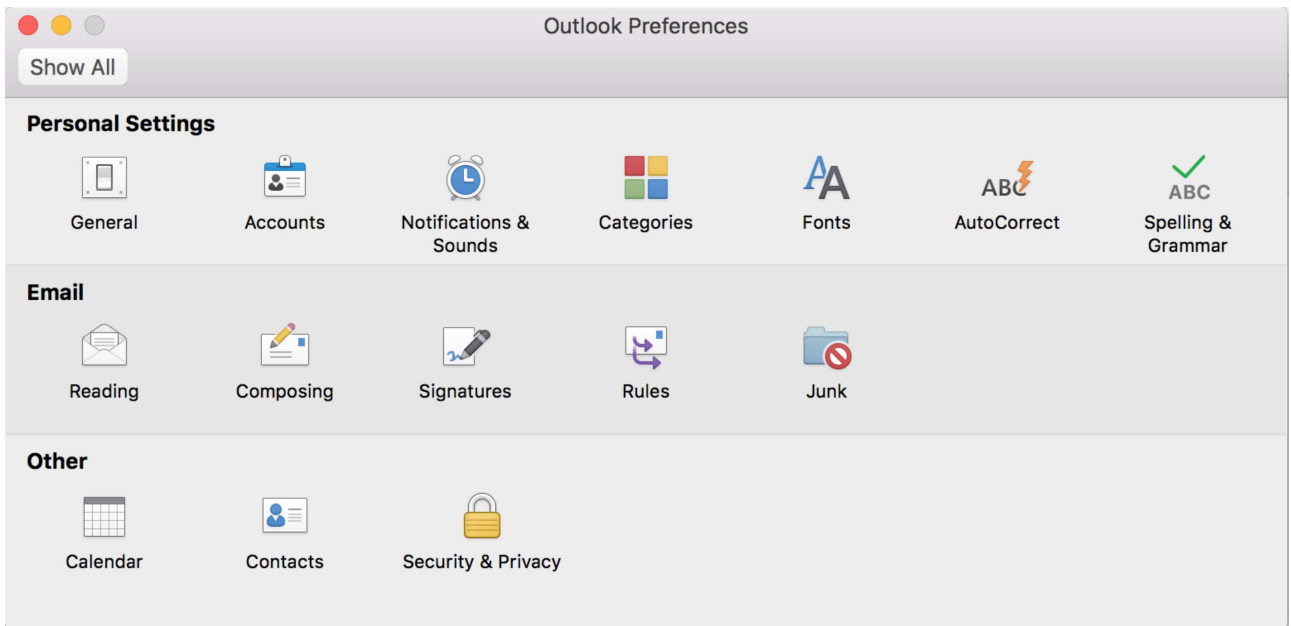 Outlook Preferences
Show All
Personal Settings
General
Accounts
Notifications &
Sounds
Categories
Fonts
ABC
AutoCorrect
ABC
Spelling &
Grammar
Email
Reading
Composing
Signatures
Rules
Junk
Other
Calendar
Contacts
Security & Privacy